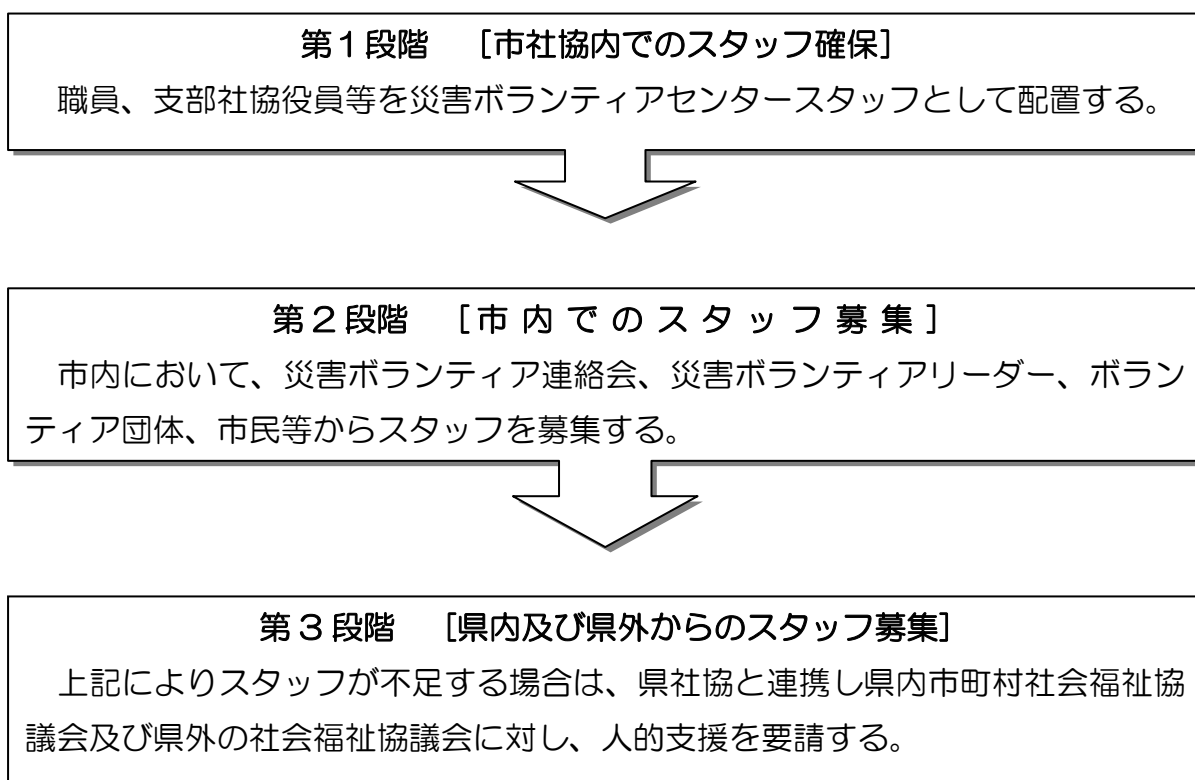 第１段階　［市社協内でのスタッフ確保］
職員、支部社協役員等を災害ボランティアセンタースタッフとして配置する。
第２段階　［市 内 で の ス タ ッ フ 募 集］
市内において、災害ボランティア連絡会、災害ボランティアリーダー、ボラン
ティア団体、市民等からスタッフを募集する。
第３段階　［県内及び県外からのスタッフ募集］
上記によりスタッフが不足する場合は、県社協と連携し県内市町村社会福祉協
議会及び県外の社会福祉協議会に対し、人的支援を要請する。